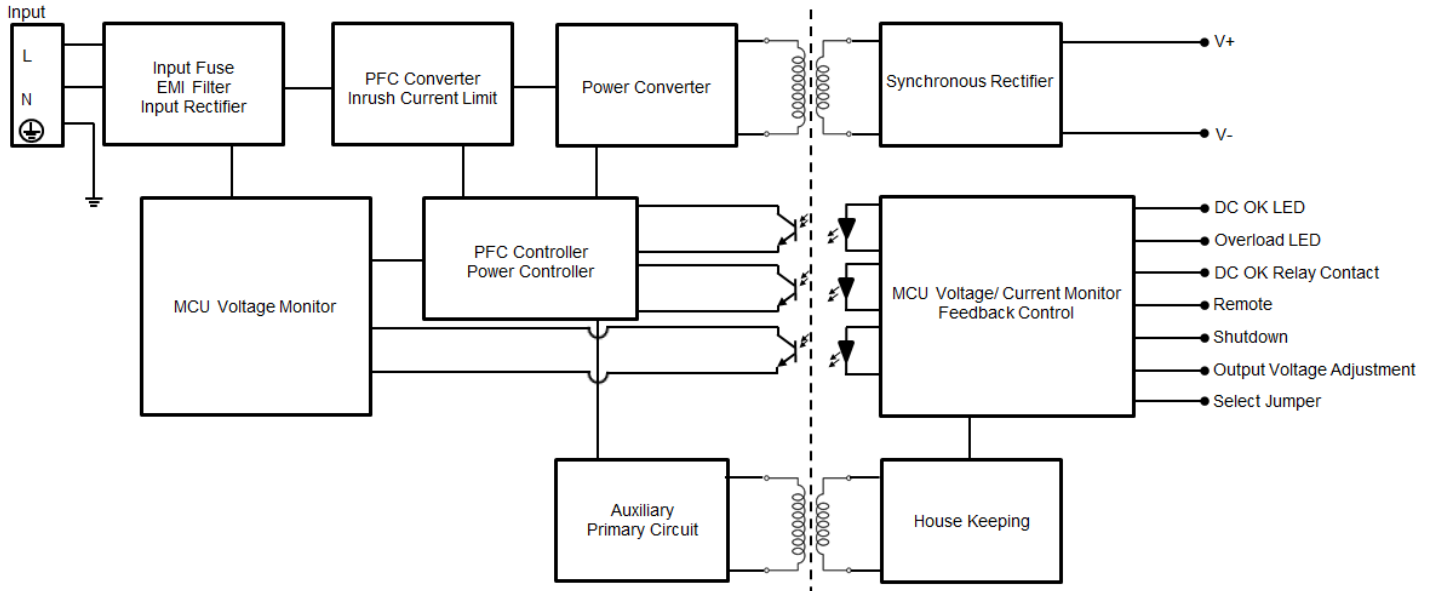 Input
L
N
Input Fuse
EMI Filter
Input Rectifier
PFC Converter
Inrush Current Limit
Power Converter
Synchronous Rectifier
V+
V-
MCU Voltage Monitor
PFC Controller
Power Controller
MCU Voltage/ Current Monitor
Feedback Control
DC OK LED
Overload LED
DC OK Relay Contact
Remote
Shutdown
Output Voltage Adjustment
Select Jumper
Auxiliary
Primary Circuit
House Keeping